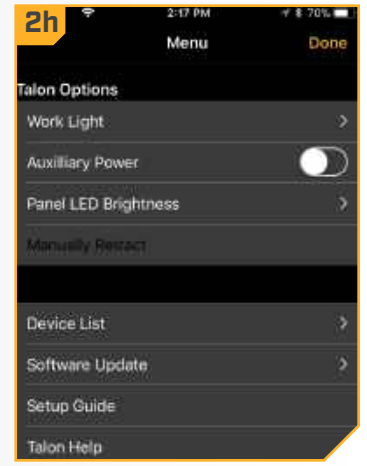 2h
2:17 PM 70%
Menu Done
Talon Options
Work Light
Auxilliary Power
Panel LED Brightness
Manually Retract
Device List
Software Update
Setup Guide
Talon Help